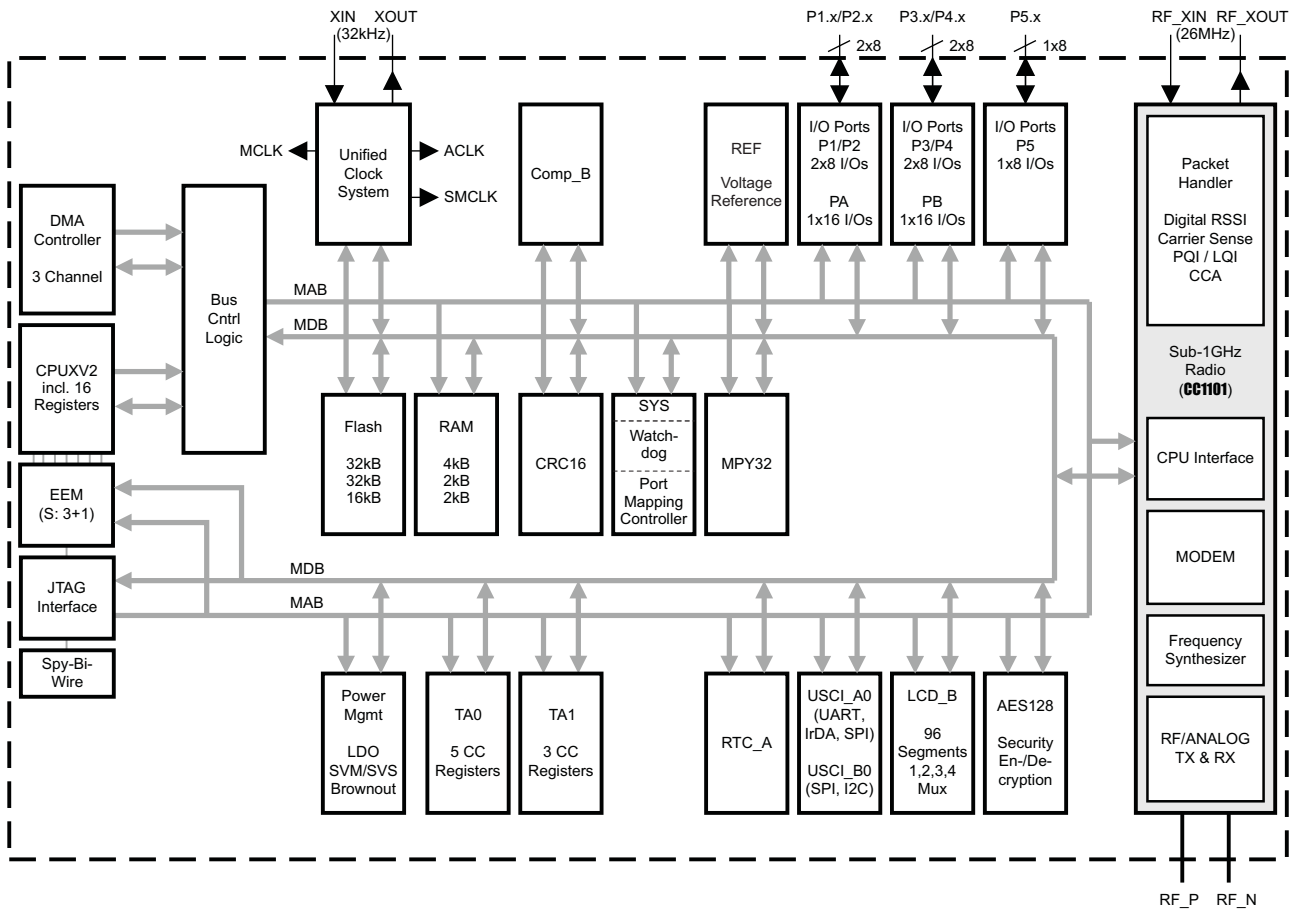 XIN XOUT
(32kHz)
P1.x/P2.x
2x8
P3.x/P4.x
2x8
P5.x
1x8
RF_XIN RF_XOUT
(26MHz)
MCLK
Unified
Clock
System
ACLK
SMCLK
Comp_B
REF
Voltage
Reference
I/O Ports
P1/P2
2x8 I/Os
PA
1x16 I/Os
I/O Ports
P3/P4
2x8 I/Os
PB
1x16 I/Os
I/O Ports
P5
1x8 I/Os
Packet
Handler
Digital RSSI
Carrier Sense
PQI / LQI
CCA
DMA
Controller
3 Channel
Bus
Cntrl
Logic
MAB
MDB
CPUXV2
incl. 16
Registers
EEM
(S: 3+1)
JTAG
Interface
Spy-Bi-
Wire
Flash
32kB
32kB
16kB
RAM
4kB
2kB
2kB
CRC16
SYS
Watch-
dog
Port
Mapping
Controller
MPY32
Sub-1GHz
Radio
(CC1101)
CPU Interface
MODEM
Frequency
Synthesizer
RF/ANALOG
TX & RX
MDB
MAB
Power
Mgmt
LDO
SVM/SVS
Brownout
TA0
5 CC
Registers
TA1
3 CC
Registers
RTC_A
USCI_A0
(UART,
IrDA, SPI)
USCI_B0
(SPI, I2C)
LCD_B
96
Segments
1,2,3,4
Mux
AES128
Security
En-/De-
cryption
RF_P RF_N